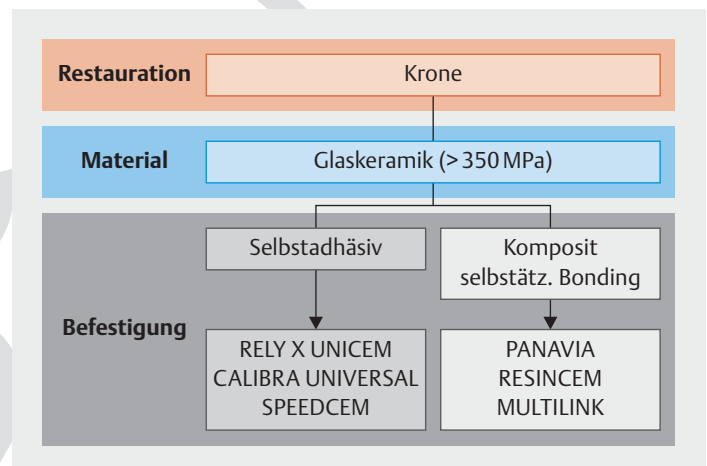 Restauration
Krone
Material
Glaskeramik (> 350 MPa)
Befestigung
Selbstadhäsiv
Komposit
selbstätz. Bonding
RELY X UNICEM
CALIBRA UNIVERSAL
SPEEDCEM
PANAVIA
RESINCEM
MULTILINK